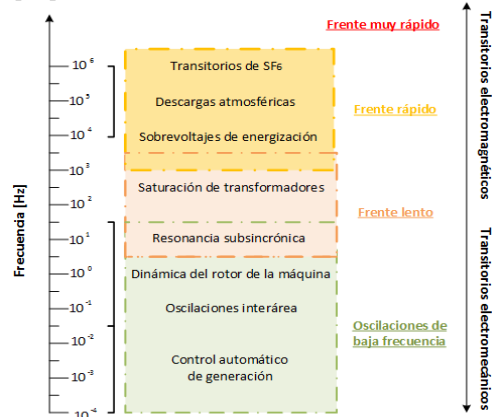 Frecuencia [Hz]
10⁶
10⁵
10⁴
10³
10²
10⁰
10⁻¹
10⁻²
10⁻³
10⁻⁴
Transitorios de SF₆
Descargas atmosféricas
Sobrevoltajes de energización
Saturación de transformadores
Resonancia subsincrónica
Dinámica del rotor de la máquina
Oscilaciones interárea
Control automático
de generación
Frente muy rápido
Frente rápido
Frente lento
Oscilaciones de
baja frecuencia
Transitorios electromagnéticos
Transitorios electromecánicos